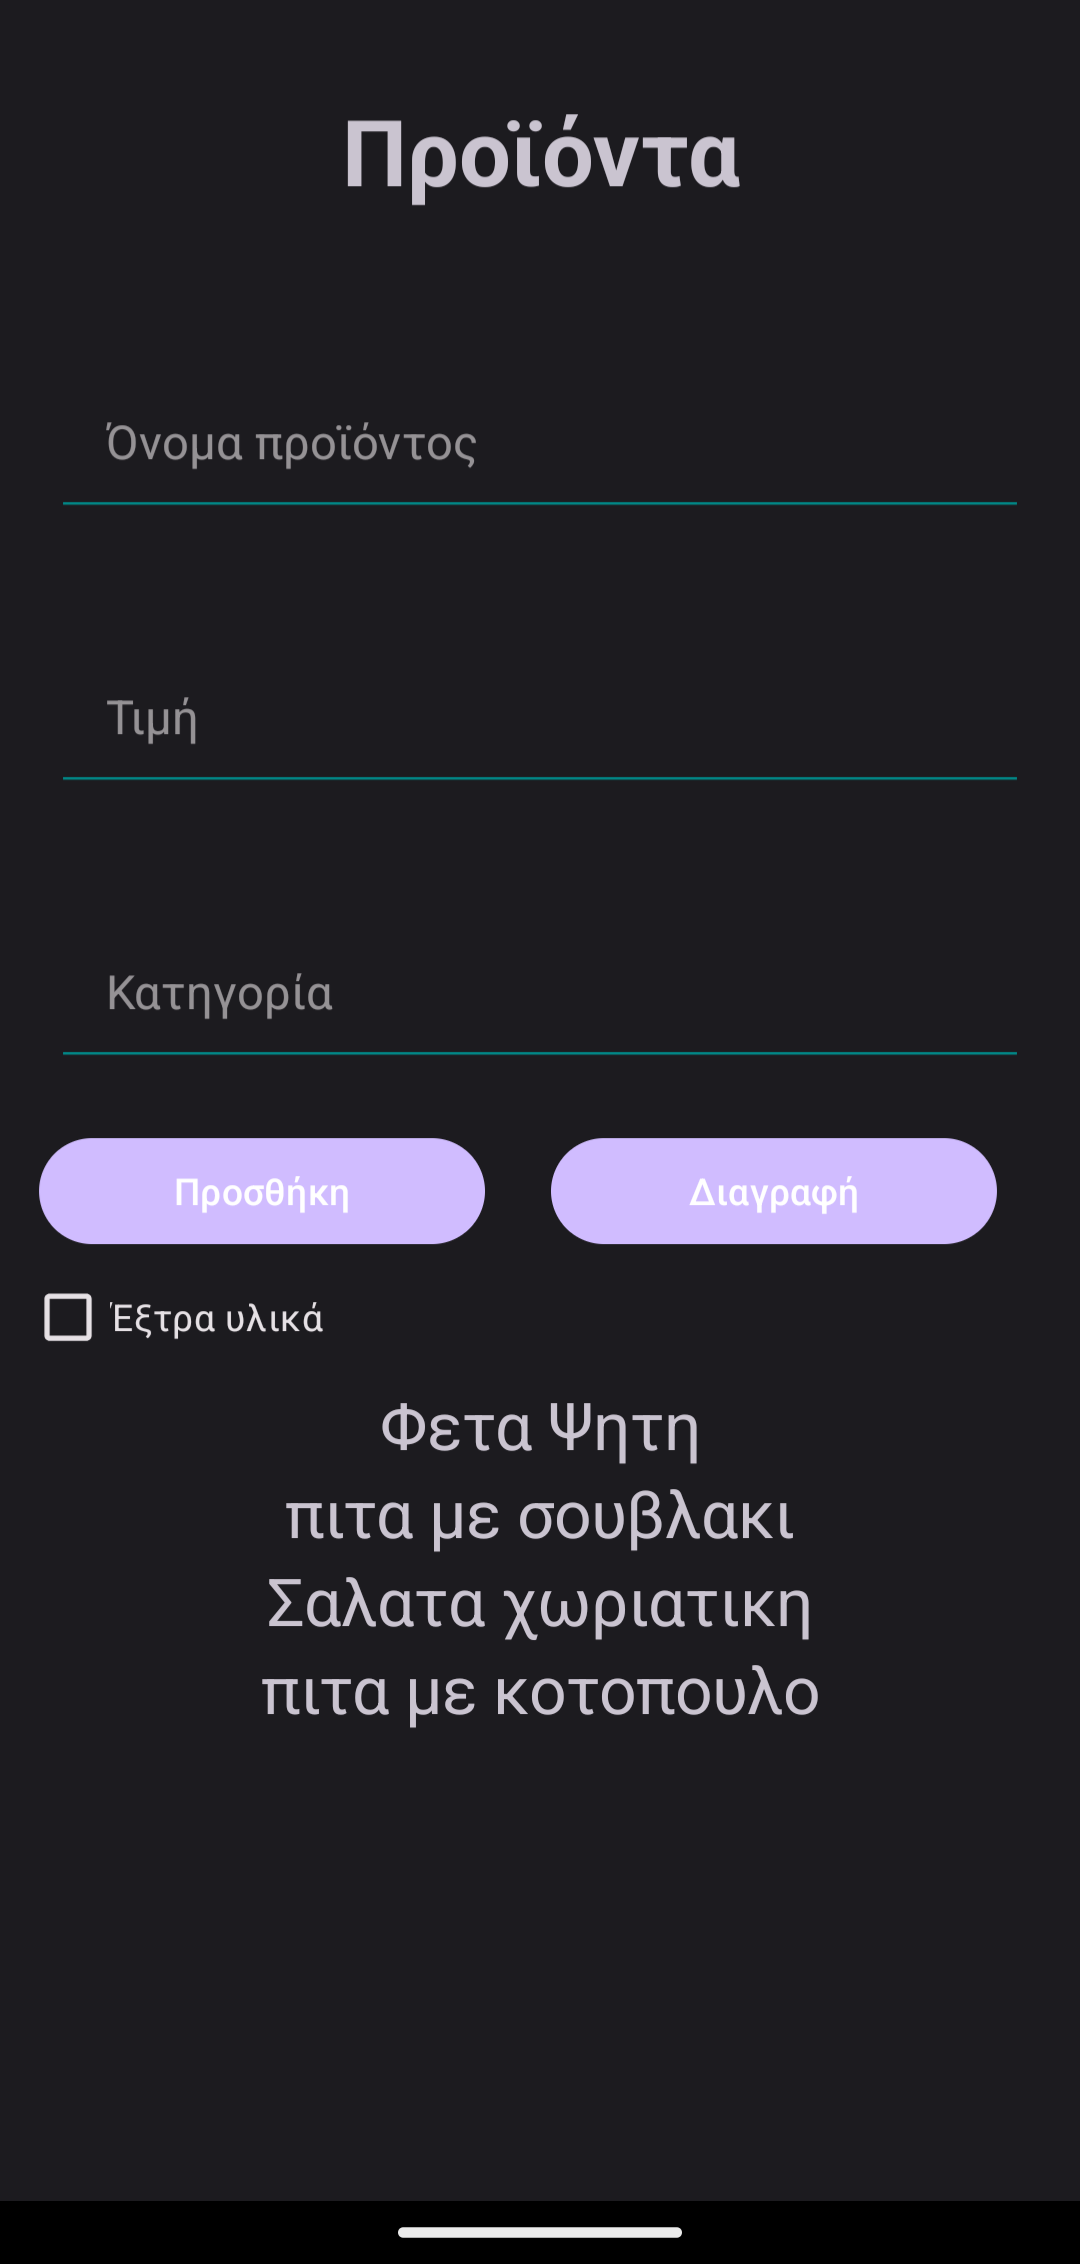 Προϊόντα
Όνομα προϊόντος
Τιμή
Κατηγορία
Προσθήκη
Διαγραφή
Έξτρα υλικά
Φετα Ψητη
πιτα με σουβλακι
Σαλατα χωριατικη
πιτα με κοτοπουλο